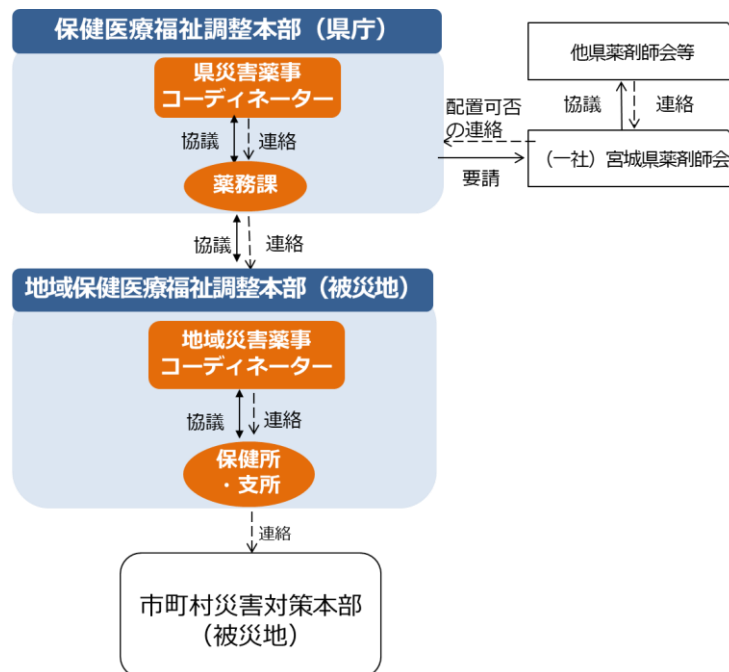 保健医療福祉調整本部（県庁）
県災害薬事
コーディネーター
協議
連絡
薬務課
他県薬剤師会等
協議
連絡
配置可否
の連絡
要請
（一社）宮城県薬剤師会
協議
連絡
地域保健医療福祉調整本部（被災地）
地域災害薬事
コーディネーター
協議
連絡
保健所
・支所
連絡
市町村災害対策本部
（被災地）